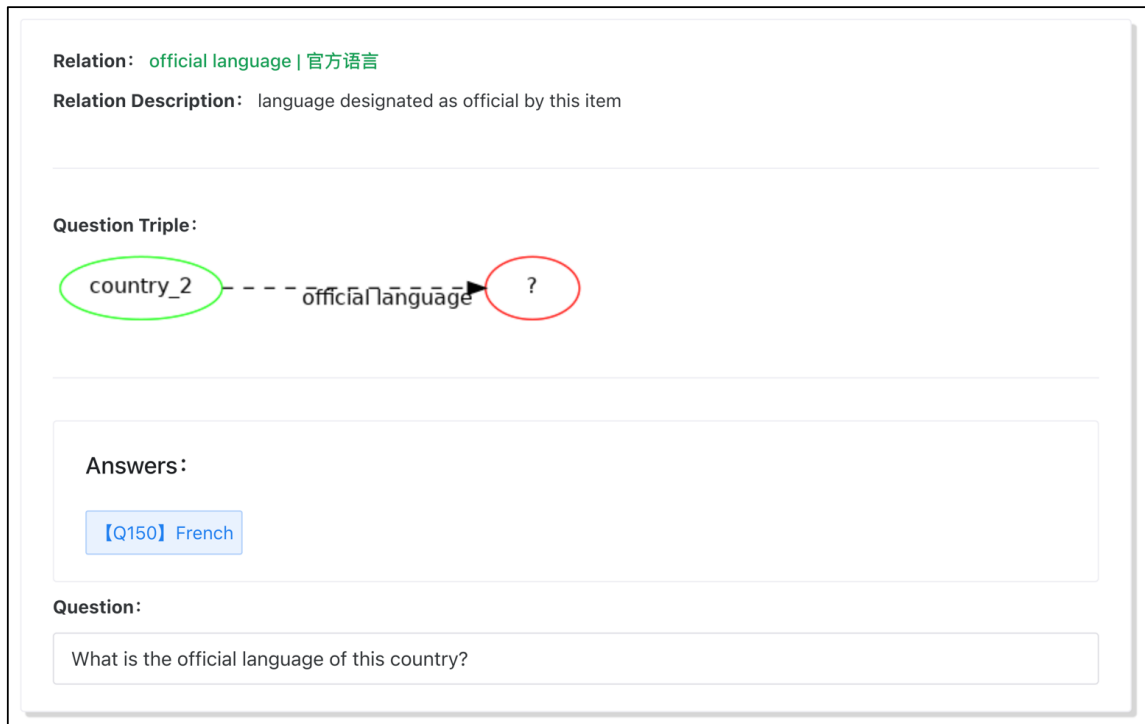 Relation： official language | 官方语言
Relation Description： language designated as official by this item
Question Triple：
country_2
official language
?
Answers：
【Q150】French
Question：
What is the official language of this country?